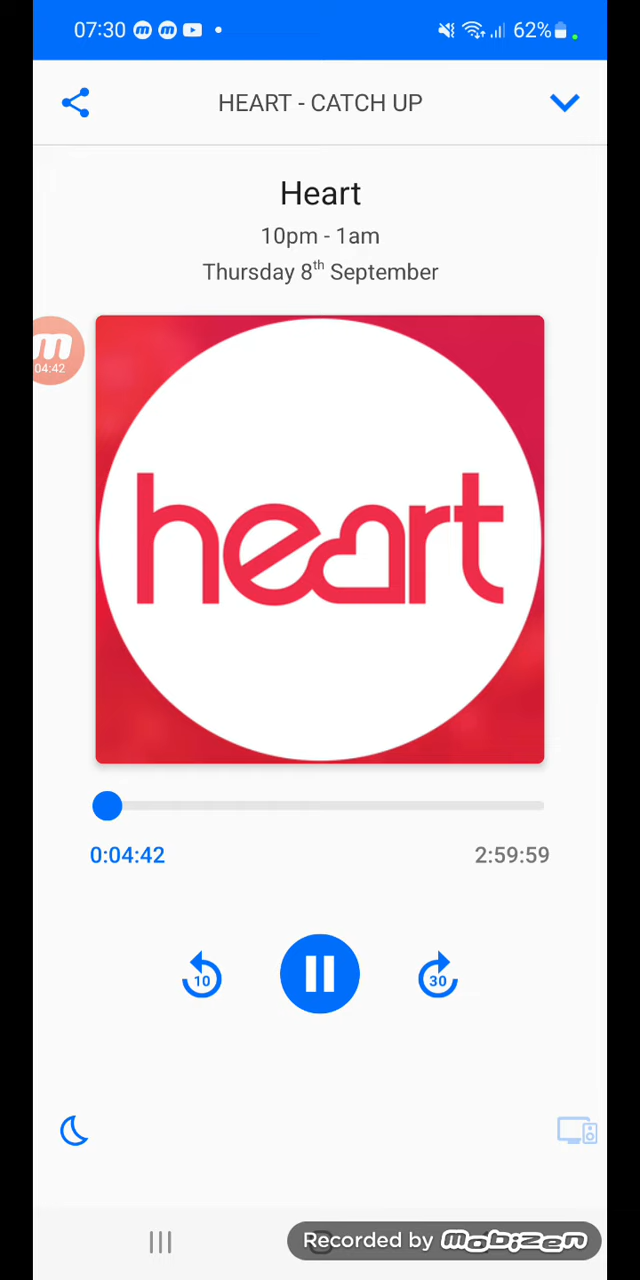 07:30 62%
HEART - CATCH UP
Heart
10pm - 1am
Thursday 8th September
m
04:42
heart
0:04:42 2:59:59
10 30
Recorded by mobizen